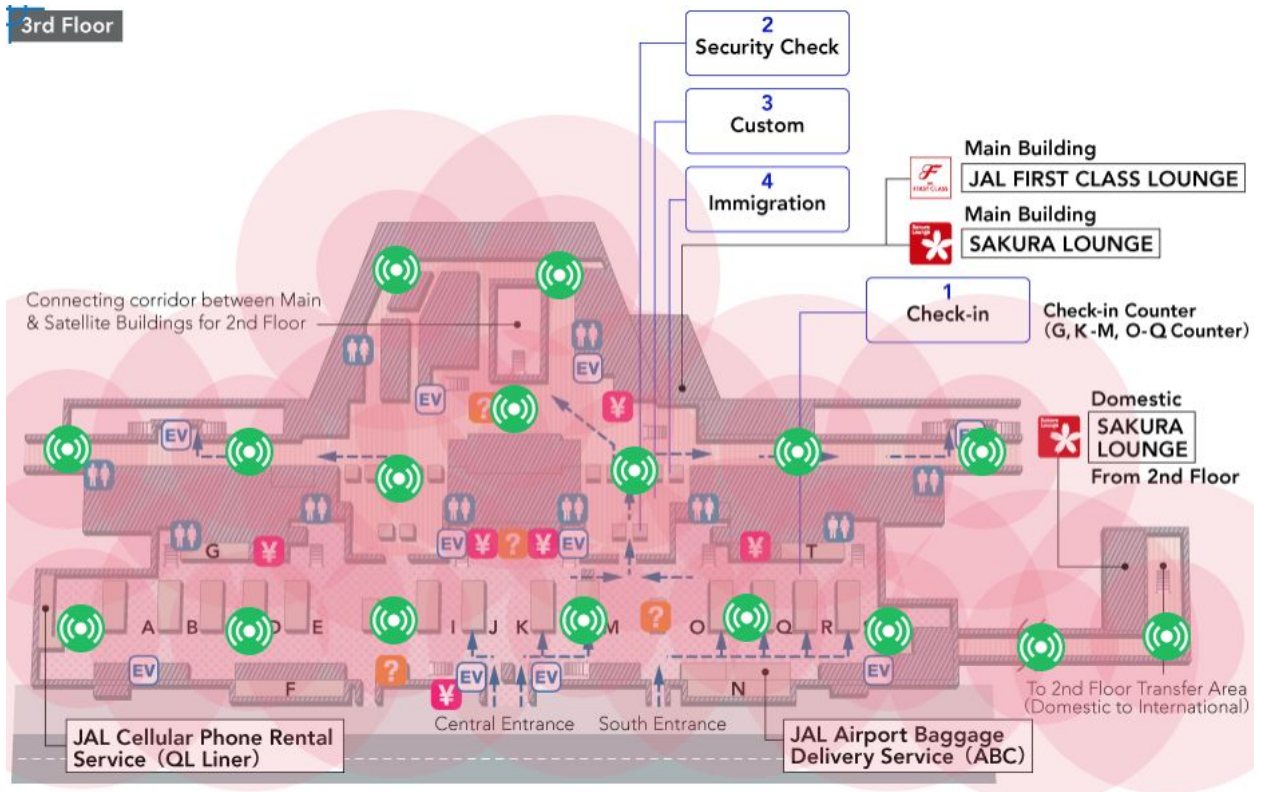 3rd Floor
2
Security Check
3
Custom
4
Immigration
Main Building
JAL FIRST CLASS LOUNGE
Main Building
SAKURA LOUNGE
1
Check-in
Check-in Counter
(G, K-M, O-Q Counter)
Connecting corridor between Main
& Satellite Buildings for 2nd Floor
Domestic
SAKURA
LOUNGE
From 2nd Floor
EV
EV
?
¥
EV
EV
G
¥
EV
¥
?
¥
EV
¥
T
A
B
D
E
I
J
K
M
?
O
Q
R
EV
F
?
¥
EV
EV
N
EV
Central Entrance
South Entrance
To 2nd Floor Transfer Area
(Domestic to International)
JAL Cellular Phone Rental
Service (QL Liner)
JAL Airport Baggage
Delivery Service (ABC)